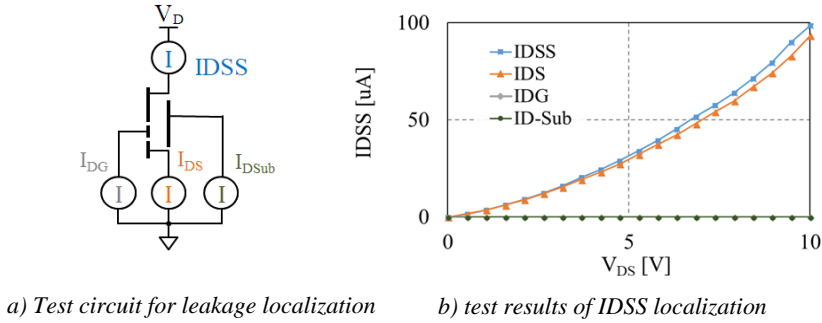 V_D
I
IDSS
I_DG
I_DS
I_DSub
I
I
I
100
50
0
IDSS [uA]
IDSS
IDS
IDG
ID-Sub
0
5
10
V_DS [V]
a) Test circuit for leakage localization
b) test results of IDSS localization